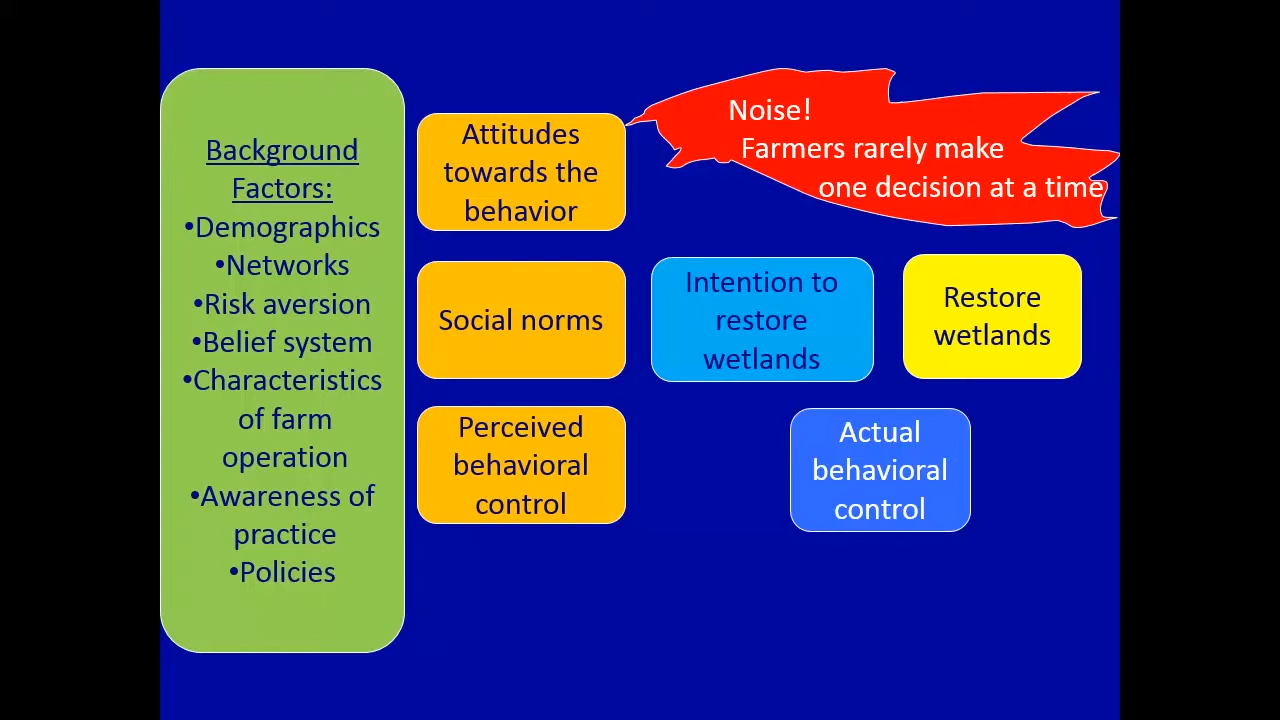 Background
Factors:
•Demographics
•Networks
•Risk aversion
•Belief system
•Characteristics
of farm
operation
•Awareness of
practice
•Policies
Attitudes
towards the
behavior
Social norms
Perceived
behavioral
control
Noise!
Farmers rarely make
one decision at a time
Intention to
restore
wetlands
Restore
wetlands
Actual
behavioral
control